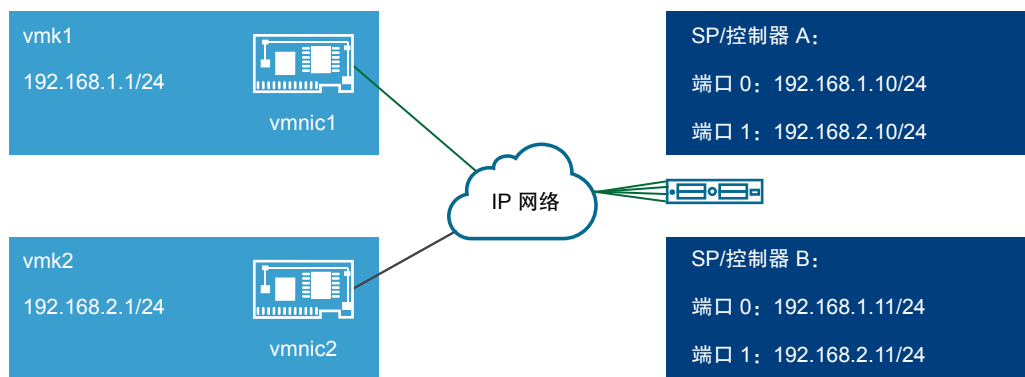 vmk1
192.168.1.1/24
vmnic1
vmk2
192.168.2.1/24
vmnic2
IP 网络
SP/控制器 A：
端口 0：192.168.1.10/24
端口 1：192.168.2.10/24
SP/控制器 B：
端口 0：192.168.1.11/24
端口 1：192.168.2.11/24